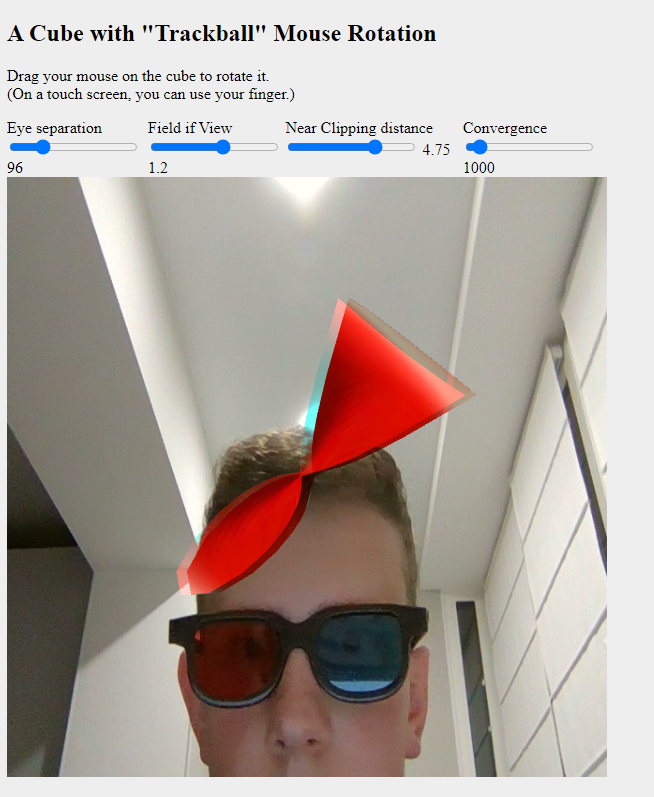 A Cube with "Trackball" Mouse Rotation
Drag your mouse on the cube to rotate it.
(On a touch screen, you can use your finger.)
Eye separation Field if View Near Clipping distance Convergence
4.75
96 1.2 1000